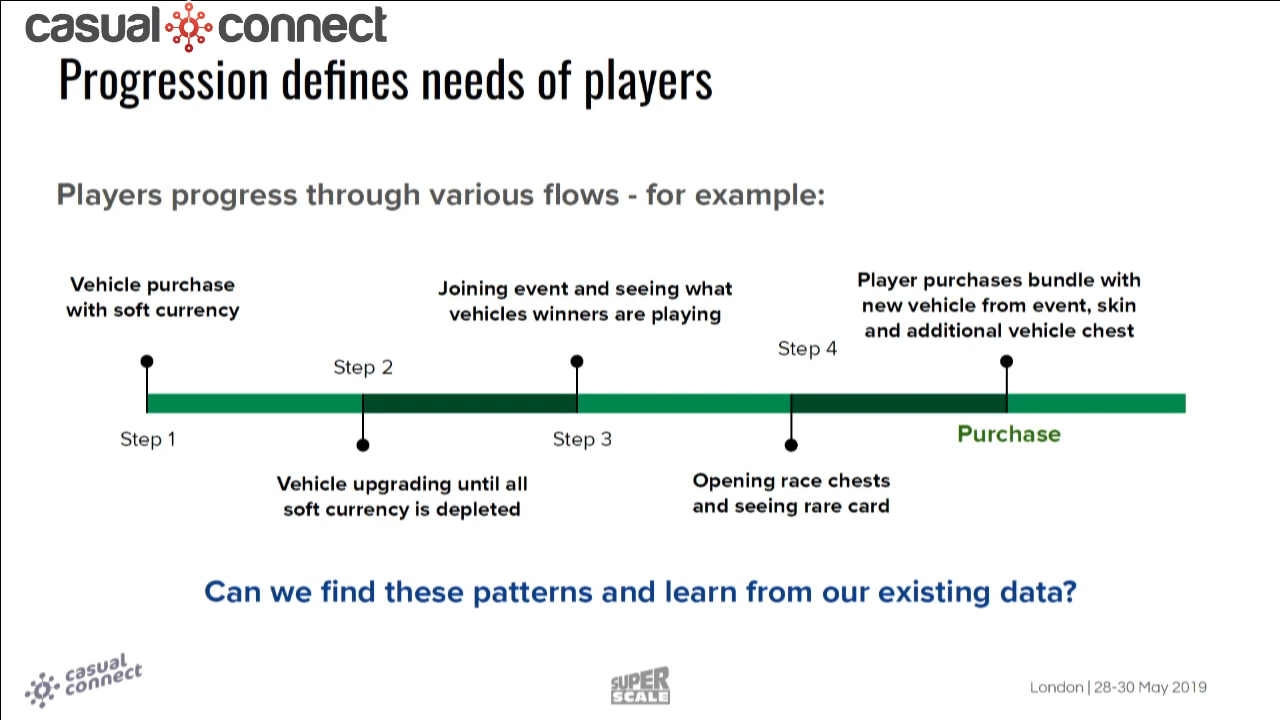 casual connect
Progression defines needs of players
Players progress through various flows - for example:
Vehicle purchase
with soft currency
Step 1
Step 2
Vehicle upgrading until all
soft currency is depleted
Joining event and seeing what
vehicles winners are playing
Step 3
Step 4
Opening race chests
and seeing rare card
Player purchases bundle with
new vehicle from event, skin
and additional vehicle chest
Purchase
Can we find these patterns and learn from our existing data?
casual
connect
SUPER
SCALE
London | 28-30 May 2019